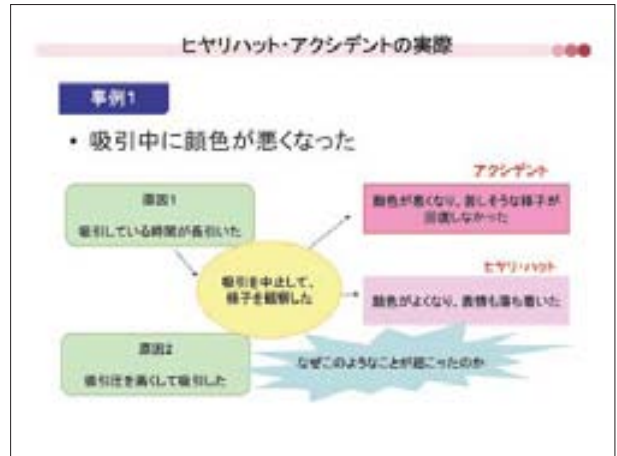 ヒヤリハット・アクシデントの実際
事例1
• 吸引中に顔色が悪くなった
アクシデント
原因1
吸引している時間が長引いた
顔色が悪くなり、苦しそうな様子が
回復しなかった
吸引を中止して、
様子を観察した
ヒヤリ・ハット
顔色がよくなり、表情も落ち着いた
原因2
吸引圧を高くして吸引した
なぜこのようなことが起こったのか